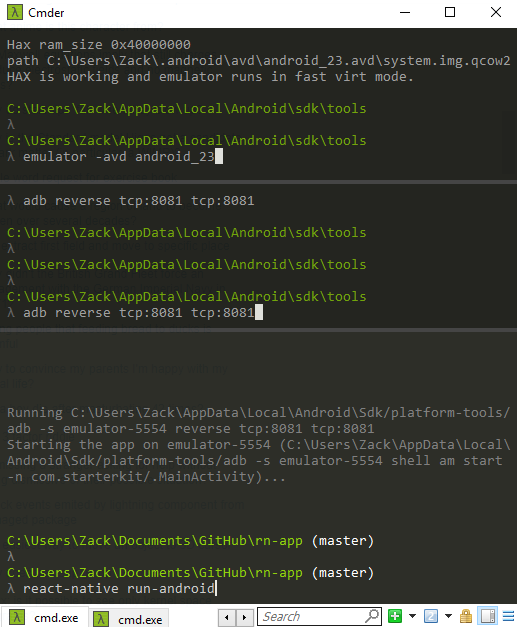 Cmder
Hax ram_size 0x40000000
path C:\Users\Zack\.android\avd\android_23.avd\system.img.qcow2
HAX is working and emulator runs in fast virt mode.
C:\Users\Zack\AppData\Local\Android\sdk\tools
λ
C:\Users\Zack\AppData\Local\Android\sdk\tools
λ emulator -avd android_23
λ adb reverse tcp:8081 tcp:8081
C:\Users\Zack\AppData\Local\Android\sdk\tools
λ
C:\Users\Zack\AppData\Local\Android\sdk\tools
λ
C:\Users\Zack\AppData\Local\Android\sdk\tools
λ adb reverse tcp:8081 tcp:8081
Running C:\Users\Zack\AppData\Local\Android\Sdk/platform-tools/
adb -s emulator-5554 reverse tcp:8081 tcp:8081
Starting the app on emulator-5554 (C:\Users\Zack\AppData\Local\
Android\Sdk/platform-tools/adb -s emulator-5554 shell am start
-n com.starterkit/.MainActivity)...
C:\Users\Zack\Documents\GitHub\rn-app (master)
λ
C:\Users\Zack\Documents\GitHub\rn-app (master)
λ react-native run-android
λ cmd.exe λ cmd.exe Search